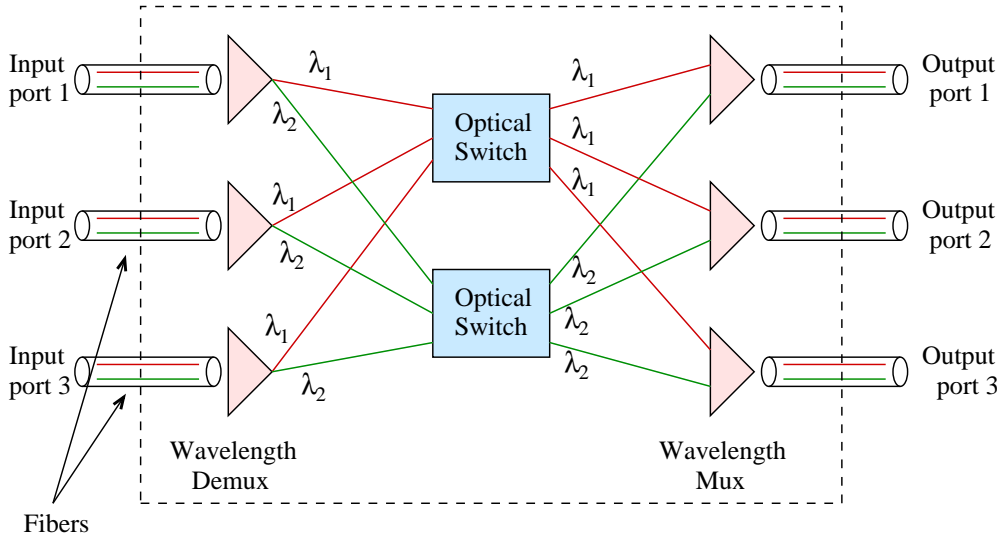 Input
port 1
Input
port 2
Input
port 3
Fibers
Wavelength
Demux
λ1
λ2
λ1
λ2
λ1
λ2
Optical
Switch
Optical
Switch
λ1
λ1
λ1
λ2
λ2
λ2
Wavelength
Mux
Output
port 1
Output
port 2
Output
port 3